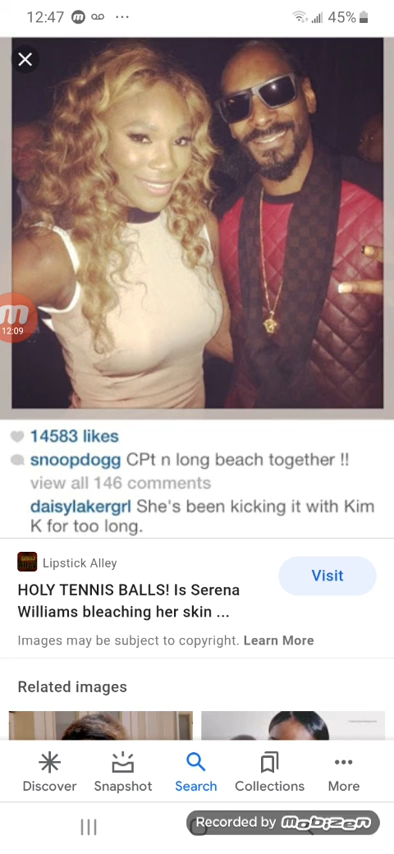 12:47
45%
12:09
14583 likes
snoopdogg CPt n long beach together !!
view all 146 comments
daisylakergrl She's been kicking it with Kim
K for too long.
Lipstick Alley
HOLY TENNIS BALLS! Is Serena
Williams bleaching her skin ...
Visit
Images may be subject to copyright. Learn More
Related images
Discover
Snapshot
Search
Collections
More
Recorded by mobizen